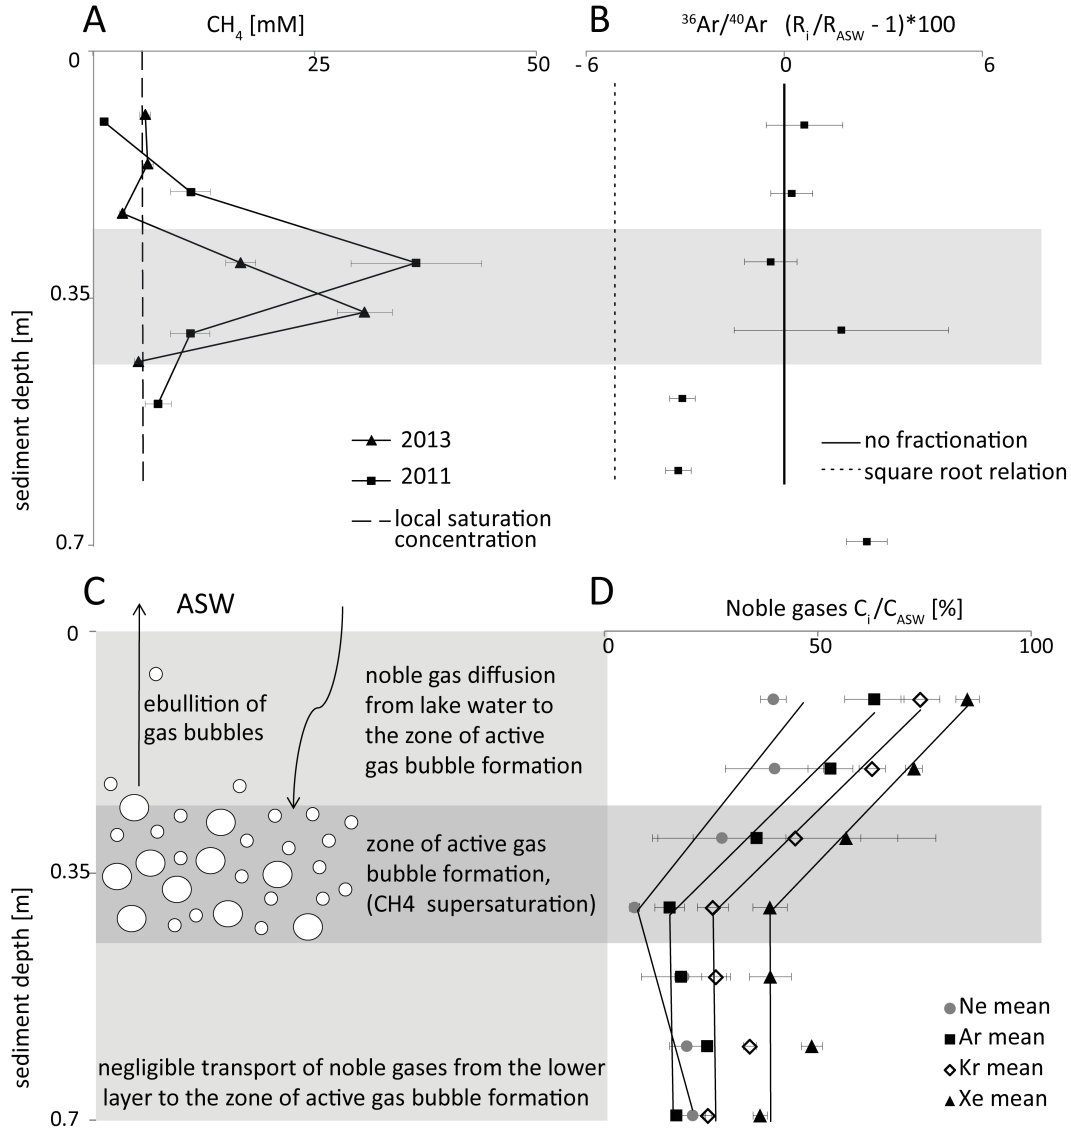 A
CH4 [mM]
0
25
50
0.35
0.7
sediment depth [m]
2013
2011
local saturation
concentration
B
36Ar/40Ar (Ri/RASW - 1)*100
- 6
0
6
no fractionation
square root relation
C
ASW
0
0.35
0.7
sediment depth [m]
ebullition of
gas bubbles
noble gas diffusion
from lake water to
the zone of active
gas bubble formation
zone of active gas
bubble formation,
(CH4 supersaturation)
negligible transport of noble gases from the lower
layer to the zone of active gas bubble formation
D
Noble gases Ci/CASW [%]
0
50
100
Ne mean
Ar mean
Kr mean
Xe mean